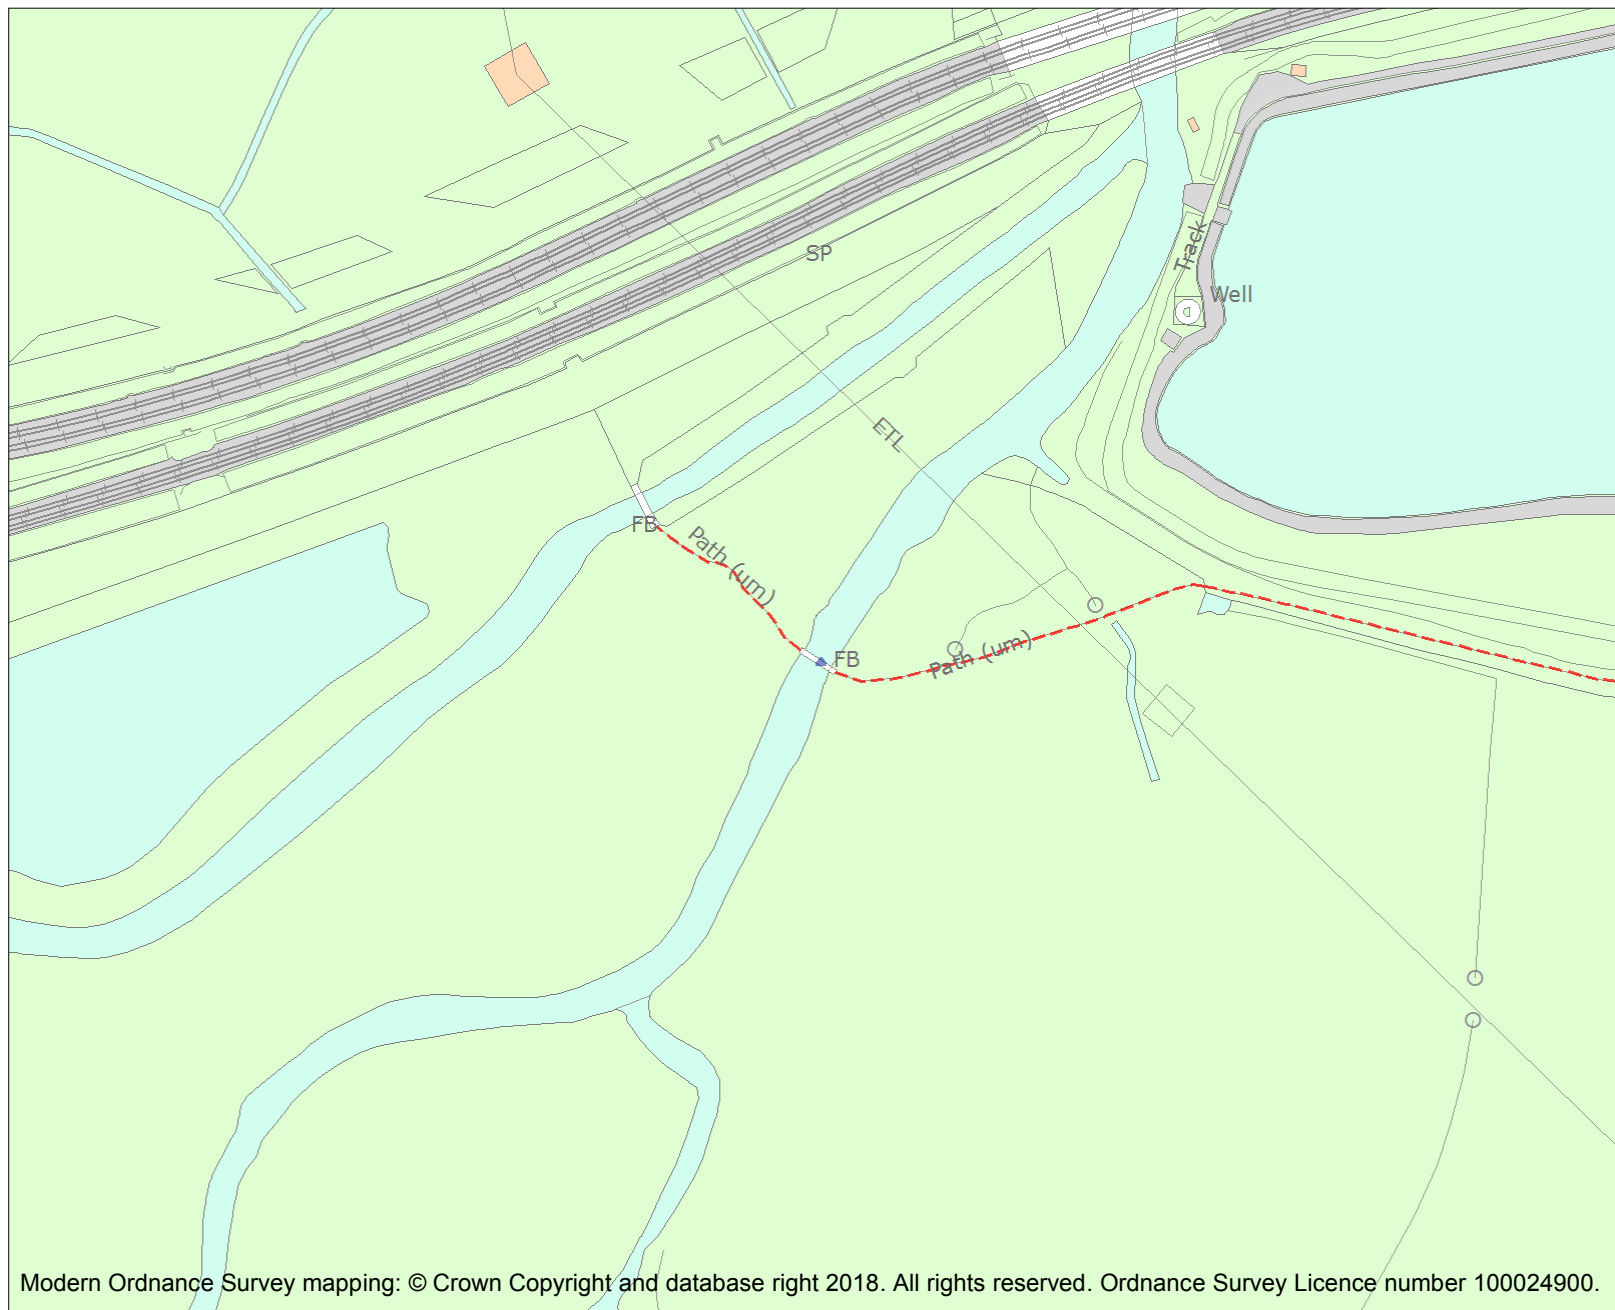 SP
Track
Well
ETL
FB
Path (um)
FB
Path (um)
Modern Ordnance Survey mapping: © Crown Copyright and database right 2018. All rights reserved. Ordnance Survey Licence number 100024900.